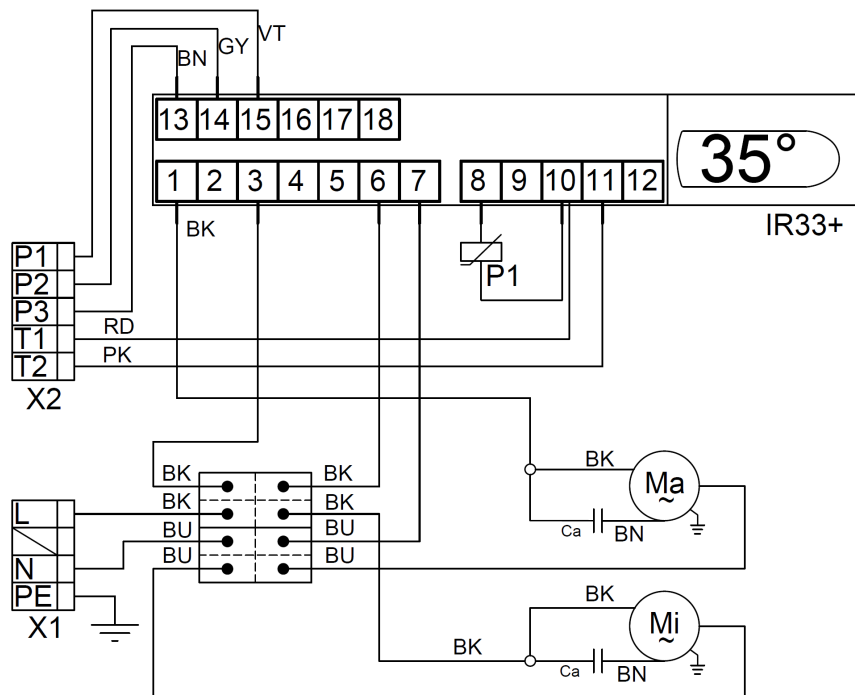 VT
GY
BN
13 14 15 16 17 18
35°
1 2 3 4 5 6 7 8 9 10 11 12
IR33+
BK
P1
P1
P2
P3
T1
RD
T2
PK
X2
BK
BK
BK
Ma
~
L
BK
BK
BU
BU
Ca
BN
N
BU
BU
PE
X1
BK
Mi
~
BK
Ca
BN